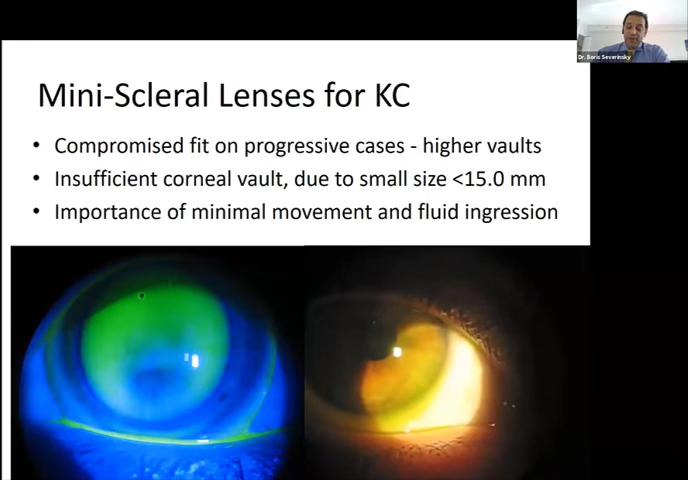 Dr. Boris Severinsky
Mini-Scleral Lenses for KC
• Compromised fit on progressive cases - higher vaults
• Insufficient corneal vault, due to small size <15.0 mm
• Importance of minimal movement and fluid ingression